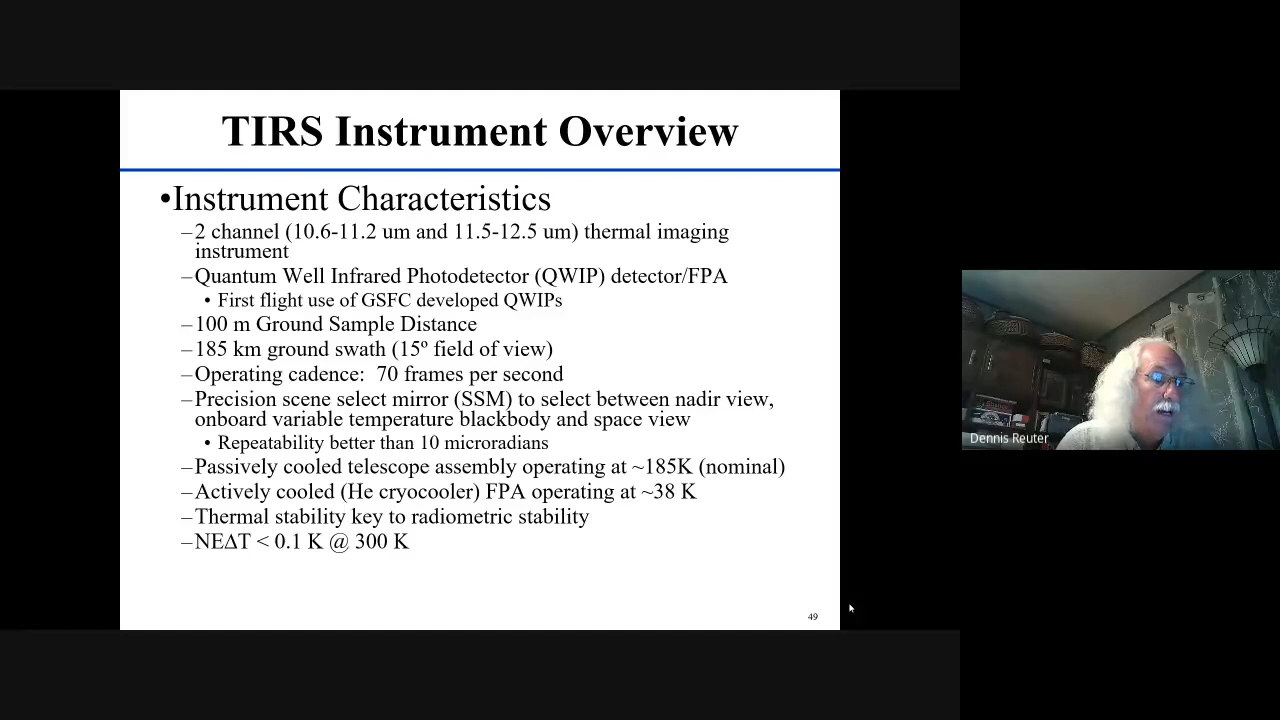 TIRS Instrument Overview
•Instrument Characteristics
–2 channel (10.6-11.2 um and 11.5-12.5 um) thermal imaging
instrument
–Quantum Well Infrared Photodetector (QWIP) detector/FPA
• First flight use of GSFC developed QWIPs
–100 m Ground Sample Distance
–185 km ground swath (15º field of view)
–Operating cadence:  70 frames per second
–Precision scene select mirror (SSM) to select between nadir view,
onboard variable temperature blackbody and space view
• Repeatability better than 10 microradians
–Passively cooled telescope assembly operating at ~185K (nominal)
–Actively cooled (He cryocooler) FPA operating at ~38 K
–Thermal stability key to radiometric stability
–NEΔT < 0.1 K @ 300 K
49
Dennis Reuter